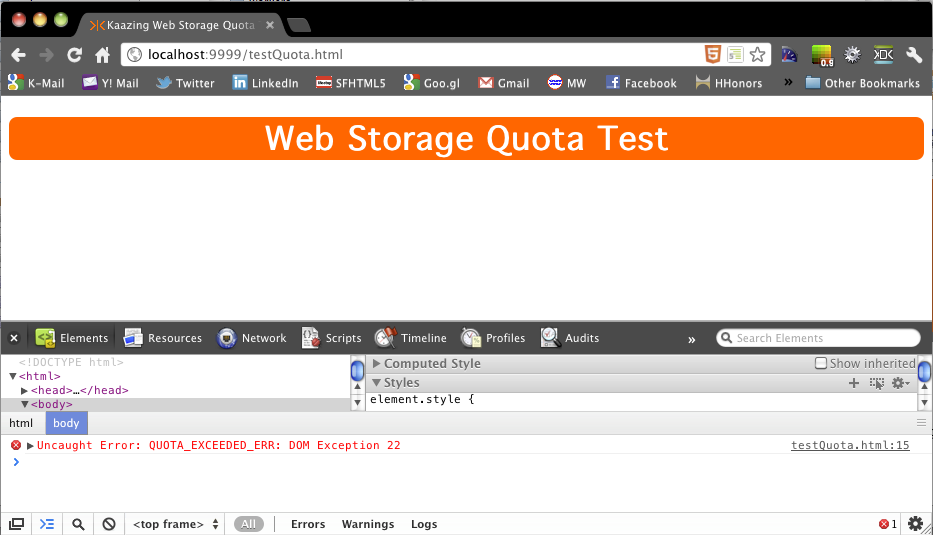 Kaazing Web Storage Quota
localhost:9999/testQuota.html
0.9
K-Mail Y! Mail Twitter LinkedIn SFHTML5 Goo.gl Gmail MW Facebook HHonors » Other Bookmarks
Web Storage Quota Test
Elements Resources Network Scripts Timeline Profiles Audits » Search Elements
<!DOCTYPE html>
▼<html>
▶<head>…</head>
▼<body>
▶Computed Style Show inherited
▼Styles
element.style {
html body
▶Uncaught Error: QUOTA_EXCEEDED_ERR: DOM Exception 22 testQuota.html:15
>
<top frame> All Errors Warnings Logs 1